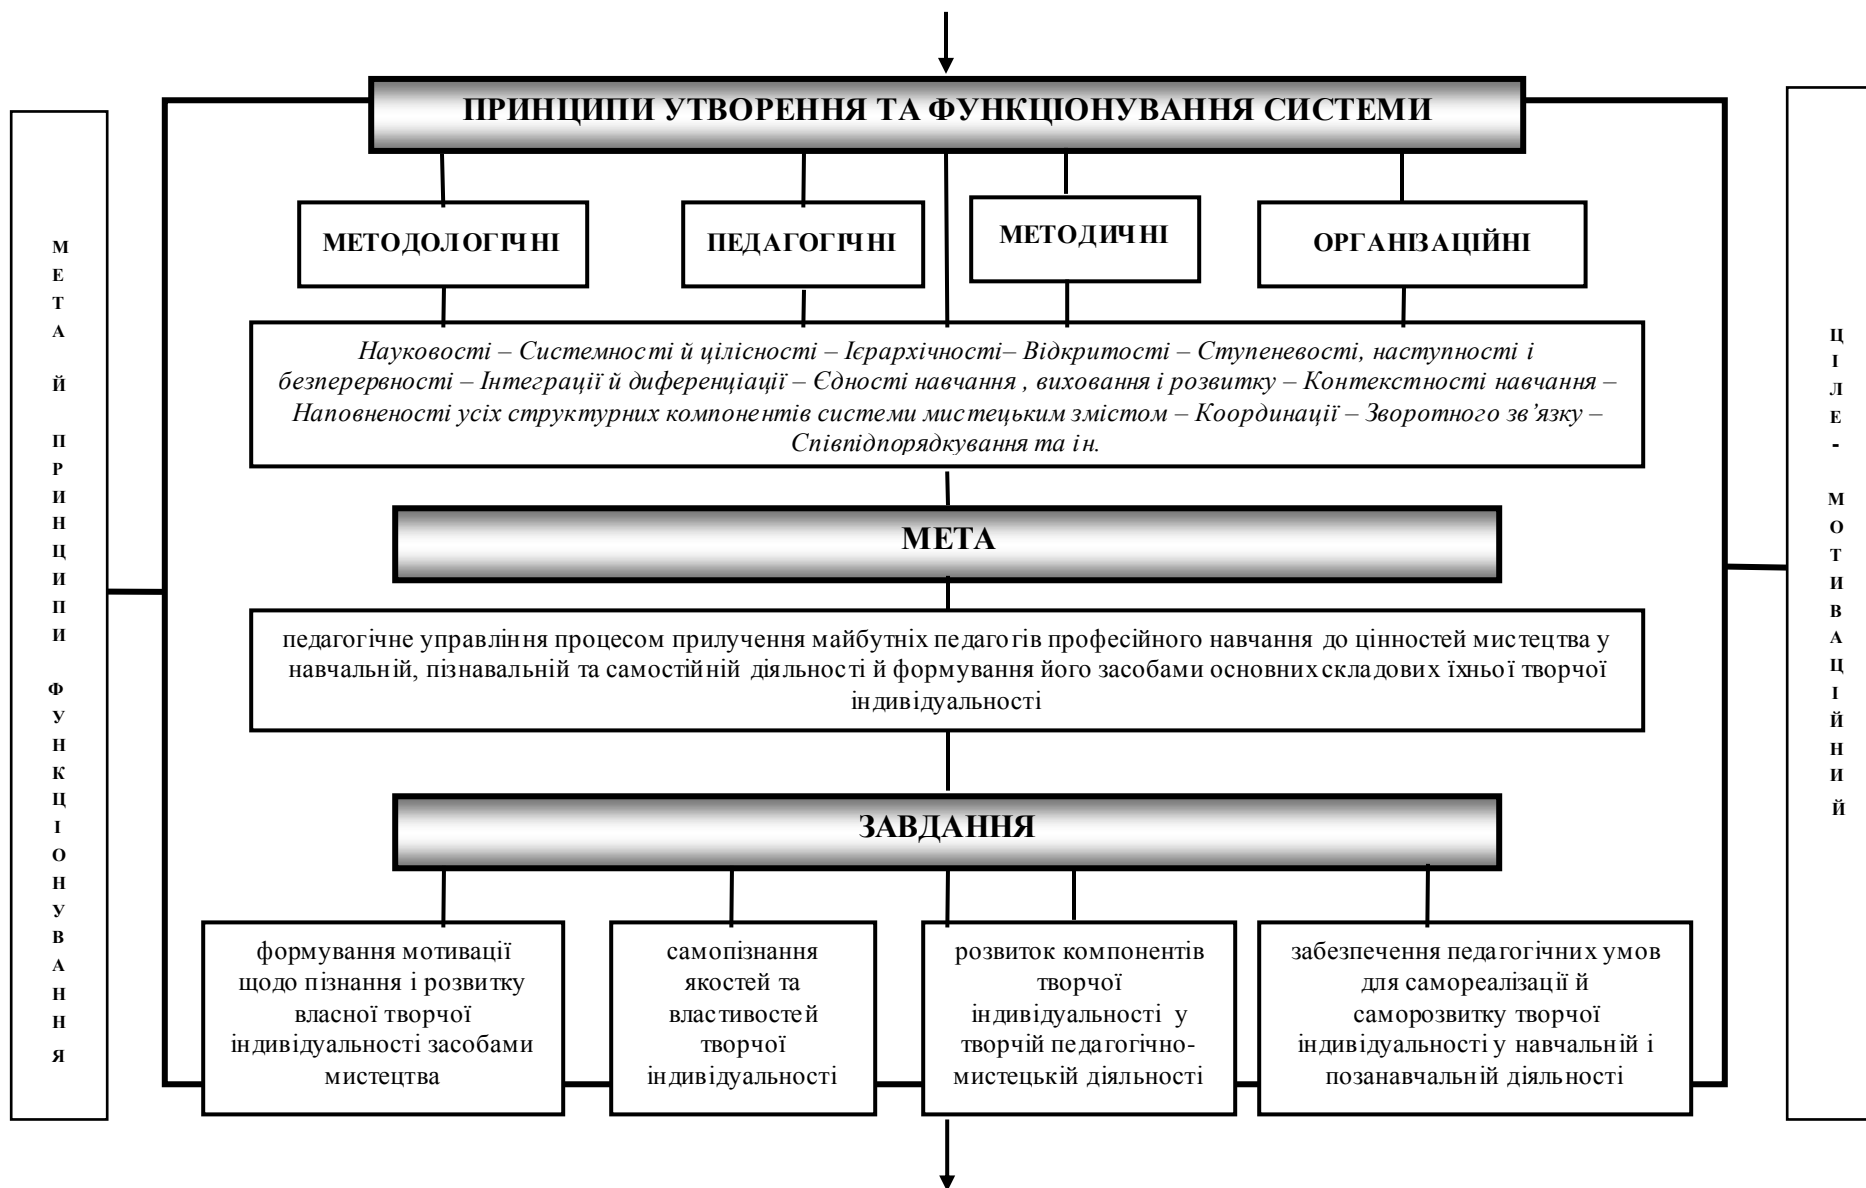 ПРИНЦИПИ УТВОРЕННЯ ТА ФУНКЦІОНУВАННЯ СИСТЕМИ
МЕТА Й ПРИНЦИПИ ФУНКЦІОНУВАННЯ
МЕТОДОЛОГІЧНІ
ПЕДАГОГІЧНІ
МЕТОДИЧНІ
ОРГАНІЗАЦІЙНІ
Науковості – Системності й цілісності – Ієрархічності– Відкритості – Ступеневості, наступності і
безперервності – Інтеграції й диференціації – Єдності навчання , виховання і розвитку – Контекстності навчання –
Наповненості усіх структурних компонентів системи мистецьким змістом – Координації – Зворотного зв’язку –
Співпідпорядкування та ін.
МЕТА
педагогічне управління процесом прилучення майбутніх педагогів професійного навчання до цінностей мистецтва у
навчальній, пізнавальній та самостійній діяльності й формування його засобами основних складових їхньої творчої
індивідуальності
ЗАВДАННЯ
формування мотивації
щодо пізнання і розвитку
власної творчої
індивідуальності засобами
мистецтва
самопізнання
якостей та
властивостей
творчої
індивідуальності
розвиток компонентів
творчої
індивідуальності у
творчій педагогічно-
мистецькій діяльності
забезпечення педагогічних умов
для самореалізації й
саморозвитку творчої
індивідуальності у навчальній і
позанавчальній діяльності
ЦІЛЕ- МОТИВАЦІЙНИЙ